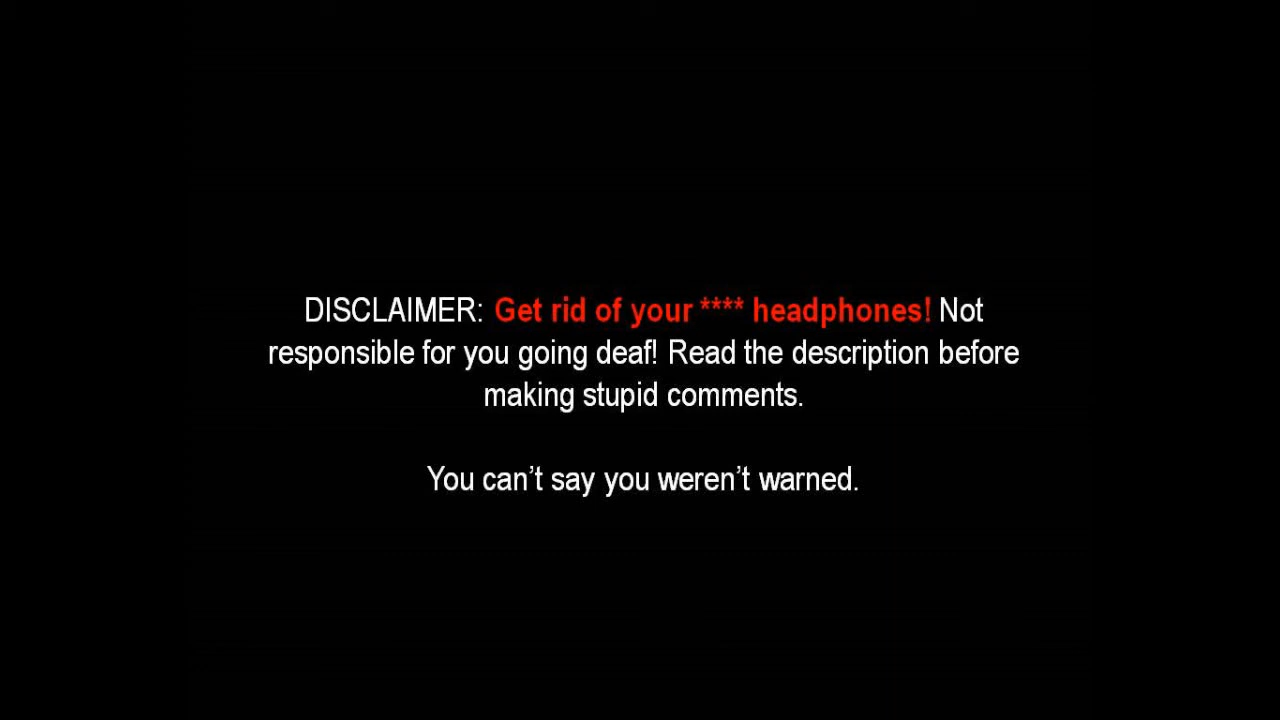 DISCLAIMER: Get rid of your **** headphones! Not
responsible for you going deaf! Read the description before
making stupid comments.
You can’t say you weren’t warned.